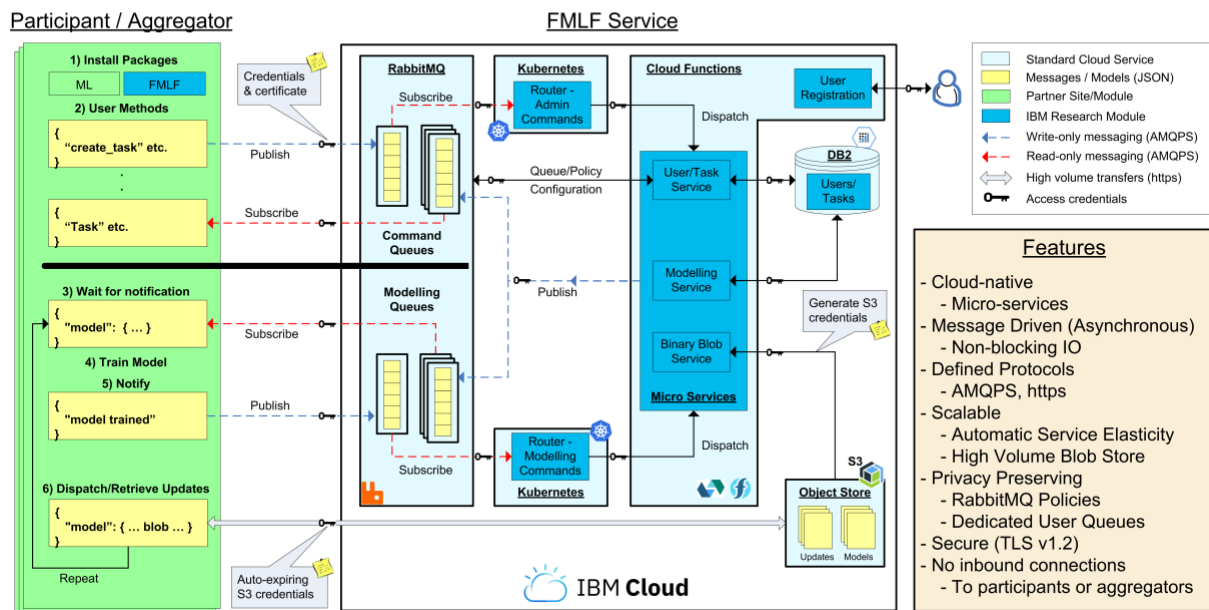 Participant / Aggregator
FMLF Service
1) Install Packages
ML
FMLF
2) User Methods
{
“create_task” etc.
}
.
.
{
“Task” etc.
}
3) Wait for notification
{
"model": { ... }
}
4) Train Model
5) Notify
{
"model trained”
}
6) Dispatch/Retrieve Updates
{
"model": { ... blob ... }
}
Repeat
Credentials
& certificate
Publish
Subscribe
Subscribe
Publish
Auto-expiring
S3 credentials
RabbitMQ
Subscribe
Command
Queues
Modelling
Queues
Subscribe
Kubernetes
Router -
Admin
Commands
Queue/Policy
Configuration
Publish
Router -
Modelling
Commands
Kubernetes
Cloud Functions
User
Registration
Dispatch
User/Task
Service
Modelling
Service
Binary Blob
Service
Micro Services
Dispatch
DB2
Users/
Tasks
Generate S3
credentials
S3
Object Store
Updates
Models
IBM Cloud
Standard Cloud Service
Messages / Models (JSON)
Partner Site/Module
IBM Research Module
Write-only messaging (AMQPS)
Read-only messaging (AMQPS)
High volume transfers (https)
Access credentials
Features
- Cloud-native
- Micro-services
- Message Driven (Asynchronous)
- Non-blocking IO
- Defined Protocols
- AMQPS, https
- Scalable
- Automatic Service Elasticity
- High Volume Blob Store
- Privacy Preserving
- RabbitMQ Policies
- Dedicated User Queues
- Secure (TLS v1.2)
- No inbound connections
- To participants or aggregators